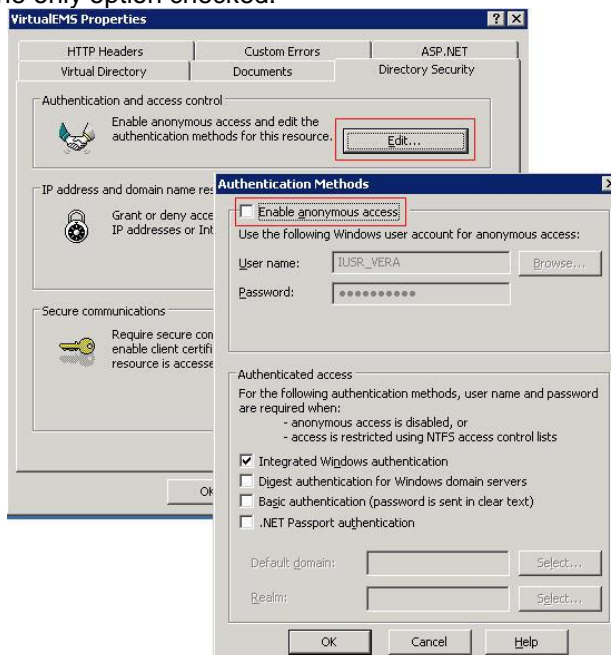 he only option checked.
VirtualEMS Properties
HTTP Headers
Custom Errors
ASP.NET
Virtual Directory
Documents
Directory Security
Authentication and access control
Enable anonymous access and edit the
authentication methods for this resource.
Edit...
IP address and domain name res
Grant or deny acce
IP addresses or Int
Secure communications
Require secure con
enable client certifi
resource is accesse
OK
Authentication Methods
Enable anonymous access
Use the following Windows user account for anonymous access:
User name:
IUSR_VERA
Browse...
Password:
Authenticated access
For the following authentication methods, user name and password
are required when:
- anonymous access is disabled, or
- access is restricted using NTFS access control lists
Integrated Windows authentication
Digest authentication for Windows domain servers
Basic authentication (password is sent in clear text)
.NET Passport authentication
Default domain:
Select...
Realm:
Select...
OK
Cancel
Help